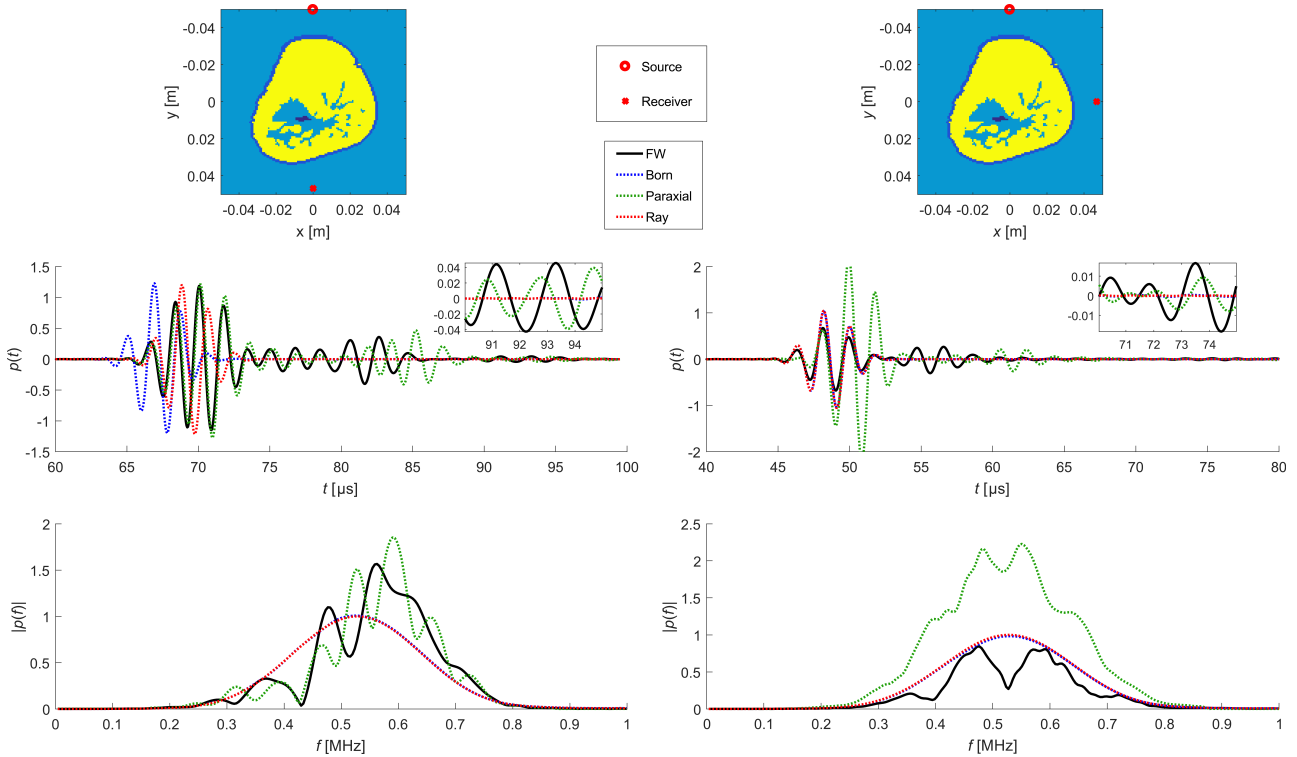 -0.04
-0.02
0
0.02
0.04
y [m]
-0.04 -0.02 0 0.02 0.04
x [m]
Source
Receiver
FW
Born
Paraxial
Ray
-0.04
-0.02
0
0.02
0.04
y [m]
-0.04 -0.02 0 0.02 0.04
x [m]
1.5
1
0.5
0
-0.5
-1
-1.5
p(t)
60 65 70 75 80 85 90 95 100
t [µs]
0.04
0.02
0
-0.02
-0.04
91 92 93 94
2
1
0
-1
-2
p(t)
40 45 50 55 60 65 70 75 80
t [µs]
0.01
0
-0.01
71 72 73 74
2
1.5
1
0.5
0
|p(f)|
0 0.1 0.2 0.3 0.4 0.5 0.6 0.7 0.8 0.9 1
f [MHz]
2.5
2
1.5
1
0.5
0
|p(f)|
0 0.1 0.2 0.3 0.4 0.5 0.6 0.7 0.8 0.9 1
f [MHz]